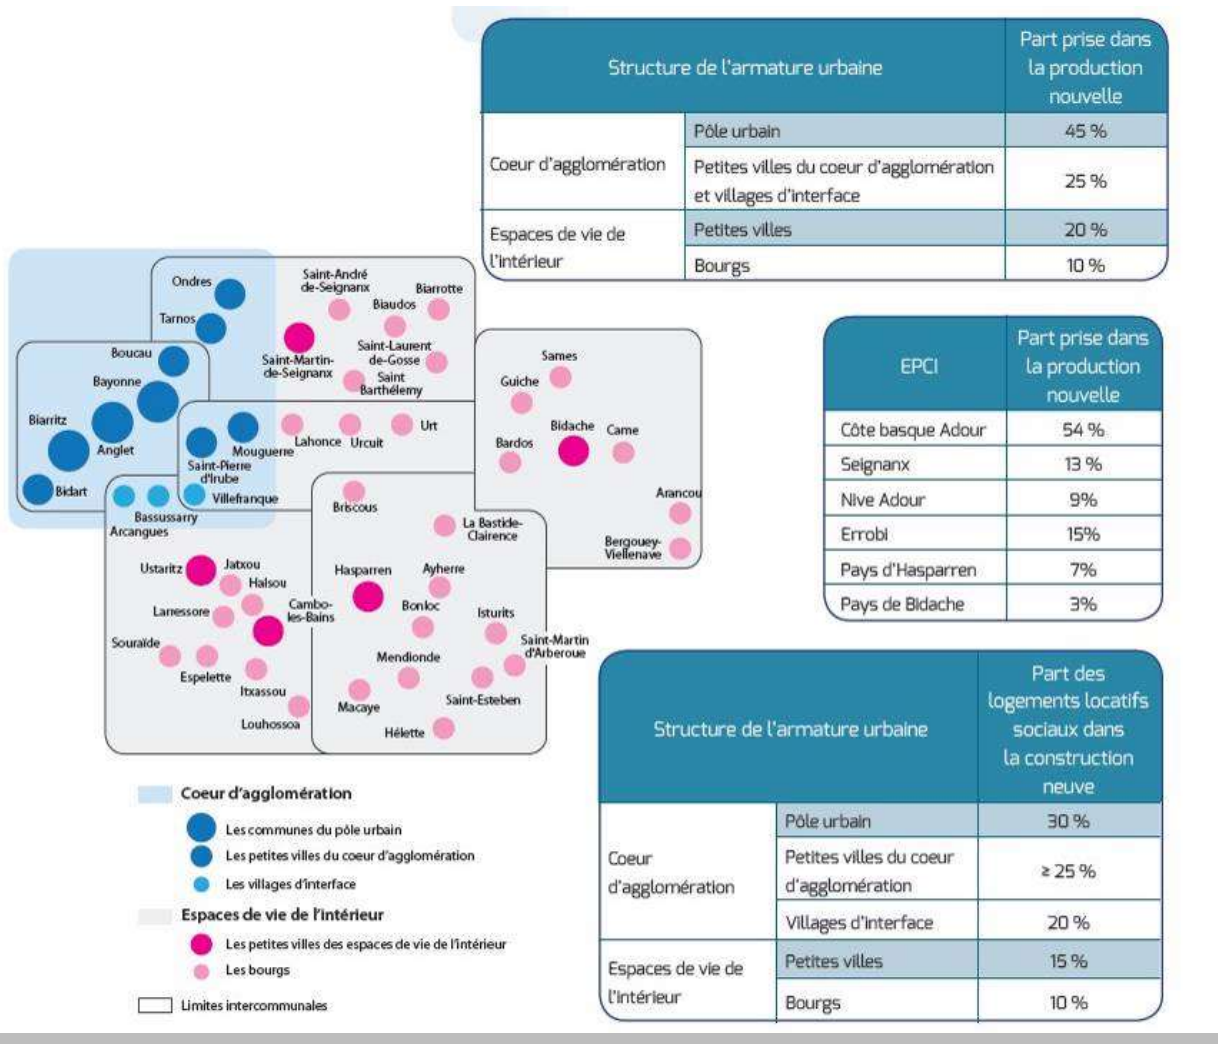 Structure de l'armature urbaine
Part prise dans
la production
nouvelle
Coeur d'agglomération
Pôle urbain
45 %
Petites villes du coeur d'agglomération
et villages d'interface
25 %
Espaces de vie de
l'intérieur
Petites villes
20 %
Bourgs
10 %
Ondres
Tarnos
Saint-André
de-Seignanx
Biarrotte
Biaudos
Saint-Martin-
de-Seignanx
Saint-Laurent
de-Gosse
Saint
Barthélemy
Boucau
Bayonne
Biarritz
Anglet
Bidart
Saint-Pierre
d'Irube
Mouguerre
Lahonce
Urcuit
Urt
Villefranque
Bassussarry
Arcangues
Sames
Guiche
Bidache
Came
Bardos
Arancou
Bergouey-
Viellenave
Briscous
La Bastide-
Clairence
Ustaritz
Jatxou
Halsou
Larressore
Cambo-
les-Bains
Souraïde
Espelette
Itxassou
Louhossoa
Hasparren
Ayherre
Bonloc
Isturits
Saint-Martin
d'Arberoue
Mendionde
Saint-Esteben
Macaye
Hélette
EPCI
Part prise dans
la production
nouvelle
Côte basque Adour
54 %
Seignanx
13 %
Nive Adour
9%
Errobi
15%
Pays d'Hasparren
7%
Pays de Bidache
3%
Structure de l'armature urbaine
Part des
logements locatifs
sociaux dans
la construction
neuve
Coeur
d'agglomération
Pôle urbain
30 %
Petites villes du coeur
d'agglomération
≥ 25 %
Villages d'interface
20 %
Espaces de vie de
l'intérieur
Petites villes
15 %
Bourgs
10 %
Coeur d'agglomération
Les communes du pôle urbain
Les petites villes du coeur d'agglomération
Les villages d'interface
Espaces de vie de l'intérieur
Les petites villes des espaces de vie de l'intérieur
Les bourgs
Limites intercommunales